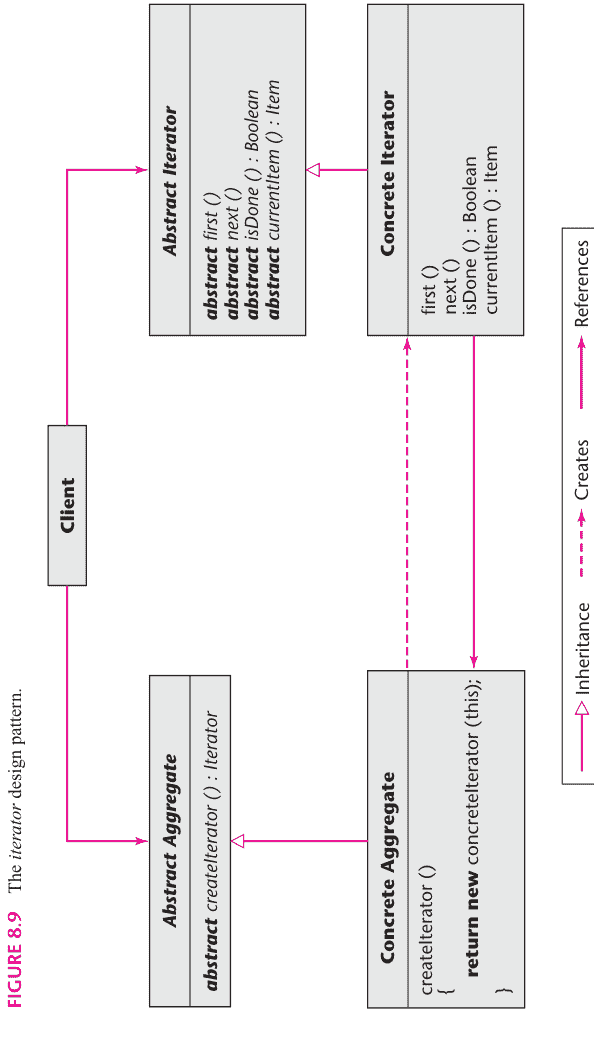 FIGURE 8.9 The iterator design pattern.
Client
Abstract Aggregate
abstract createIterator () : Iterator
Abstract Iterator
abstract first ()
abstract next ()
abstract isDone () : Boolean
abstract currentItem () : Item
Concrete Aggregate
createIterator ()
{
return new concreteIterator (this);
}
Concrete Iterator
first ()
next ()
isDone () : Boolean
currentItem () : Item
Inheritance Creates References